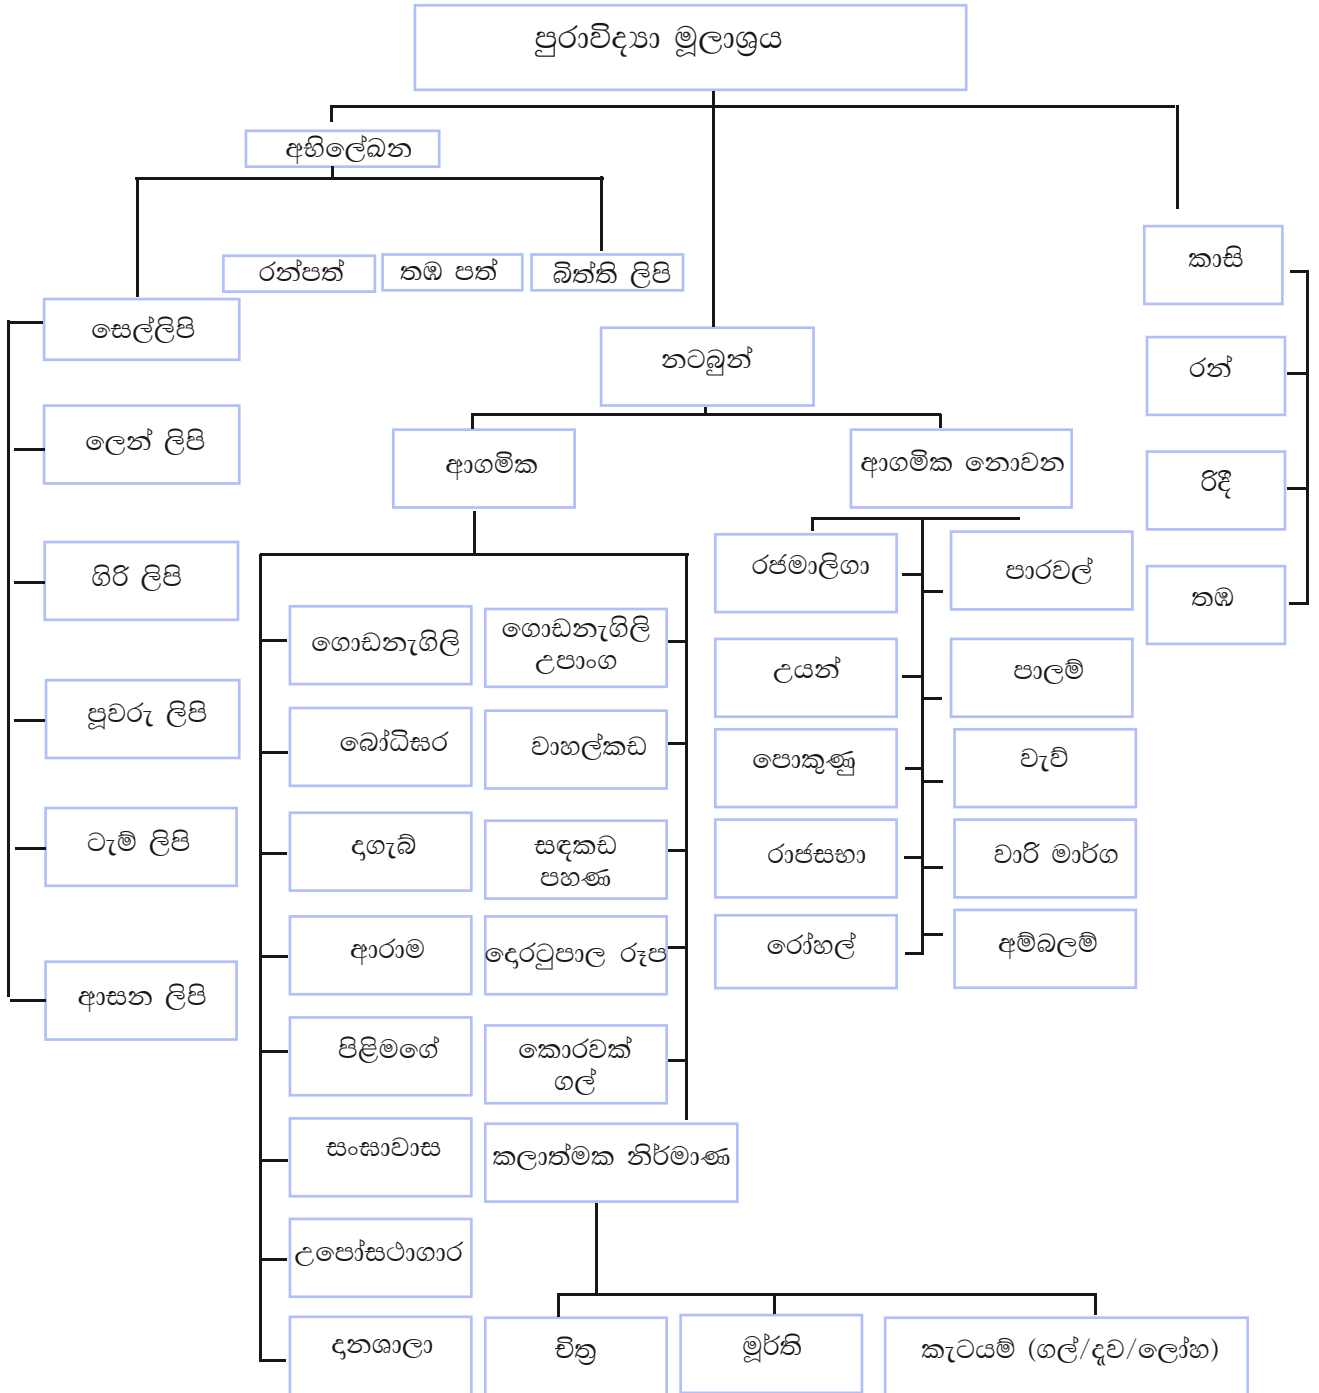 පුරාවිද්‍යා මූලාශ්‍රය
අභිලේඛන
රන්පත්
තඹ පත්
බිත්ති ලිපි
සෙල්ලිපි
ලෙන් ලිපි
ගිරි ලිපි
පූවරු ලිපි
ටැම් ලිපි
ආසන ලිපි
නටබුන්
ආගමික
ගොඩනැගිලි
බෝධිඝර
දාගැබ්
ආරාම
පිළිමගේ
සංඝාවාස
උපෝසථාගාර
දානශාලා
ගොඩනැගිලි
උපාංග
වාහල්කඩ
සඳකඩ
පහණ
දොරටුපාල රූප
කොරවක්
ගල්
කලාත්මක නිර්මාණ
චිත්‍ර
මූර්ති
කැටයම් (ගල්/දැව/ලෝහ)
ආගමික නොවන
රජමාලිගා
උයන්
පොකුණු
රාජසභා
රෝහල්
පාරවල්
පාලම්
වැව්
වාරි මාර්ග
අම්බලම්
කාසි
රන්
රිදී
තඹ